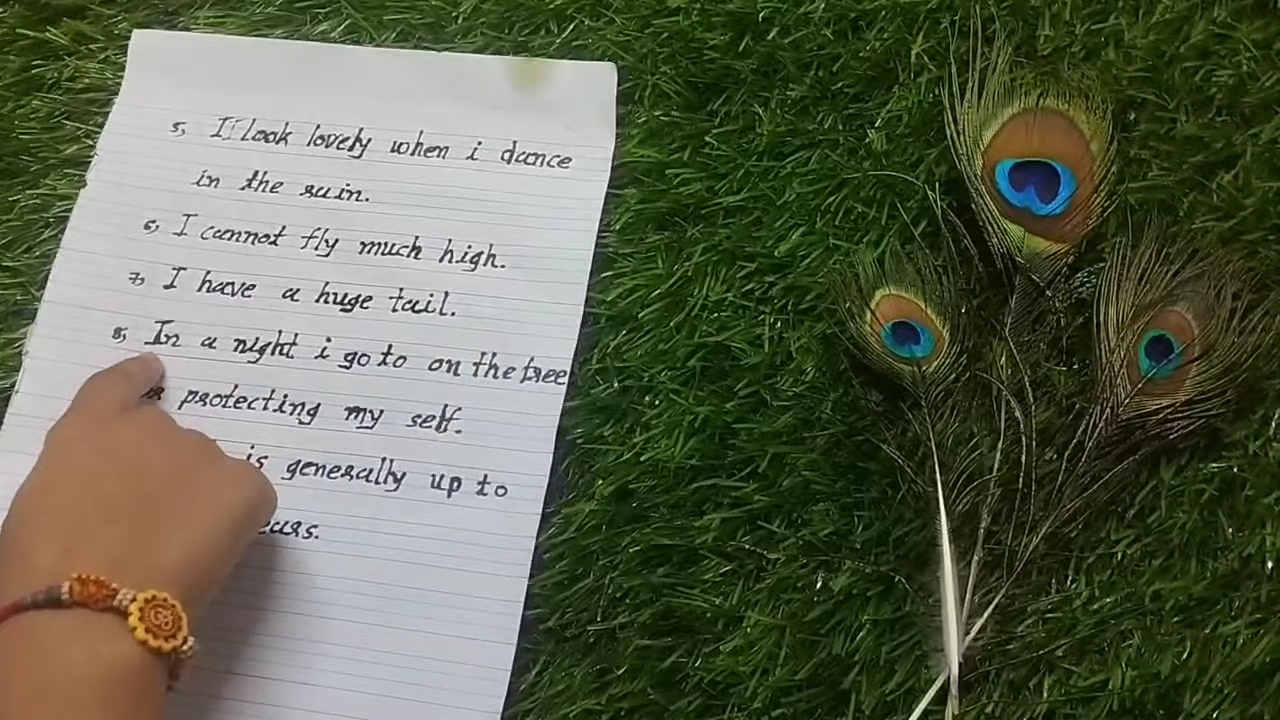 5, I look lovely when i dance
in the rain.
6, I cannot fly much high.
7, I have a huge tail.
8, In a night i go to on the tree
protecting my self.
is generally up to
ears.